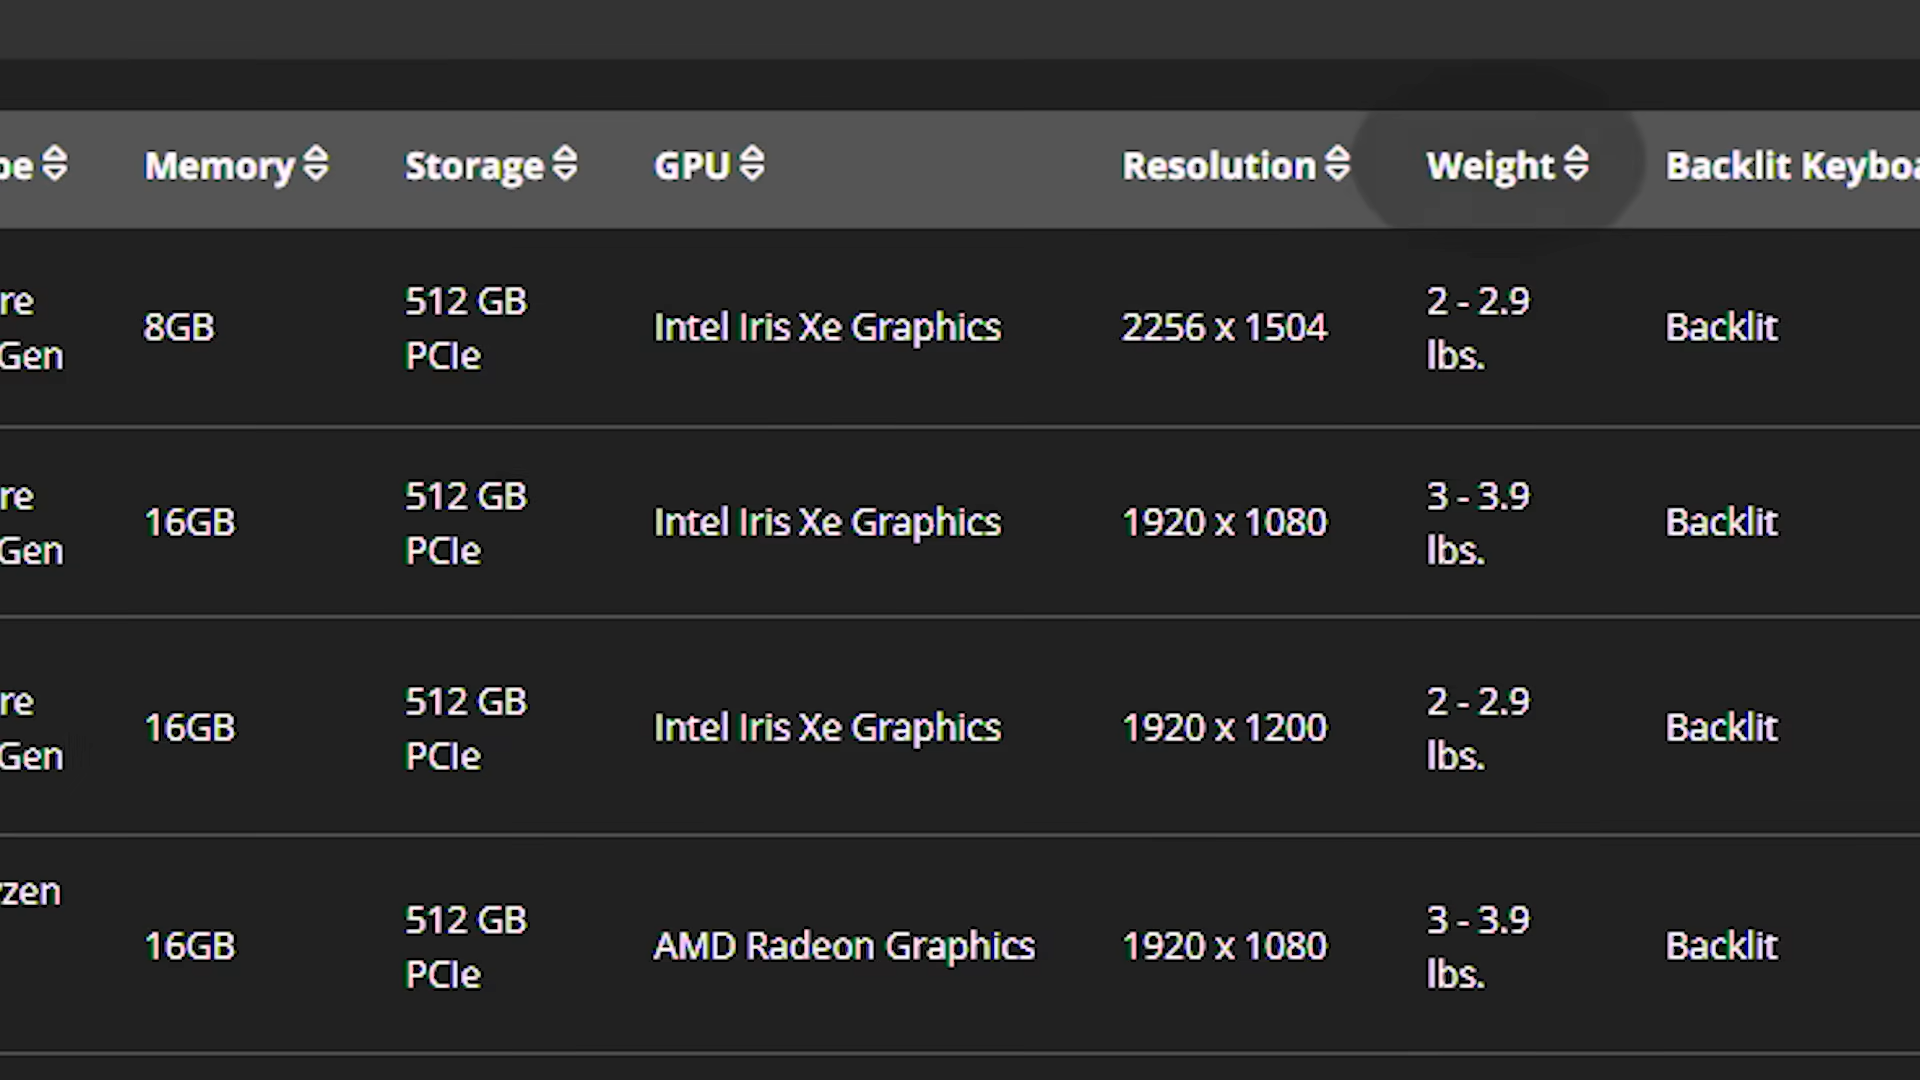 pe Memory Storage GPU Resolution Weight Backlit Keyboa
re
Gen
8GB
512 GB
PCIe
Intel Iris Xe Graphics
2256 x 1504
2 - 2.9
lbs.
Backlit
re
Gen
16GB
512 GB
PCIe
Intel Iris Xe Graphics
1920 x 1080
3 - 3.9
lbs.
Backlit
re
Gen
16GB
512 GB
PCIe
Intel Iris Xe Graphics
1920 x 1200
2 - 2.9
lbs.
Backlit
zen
16GB
512 GB
PCIe
AMD Radeon Graphics
1920 x 1080
3 - 3.9
lbs.
Backlit